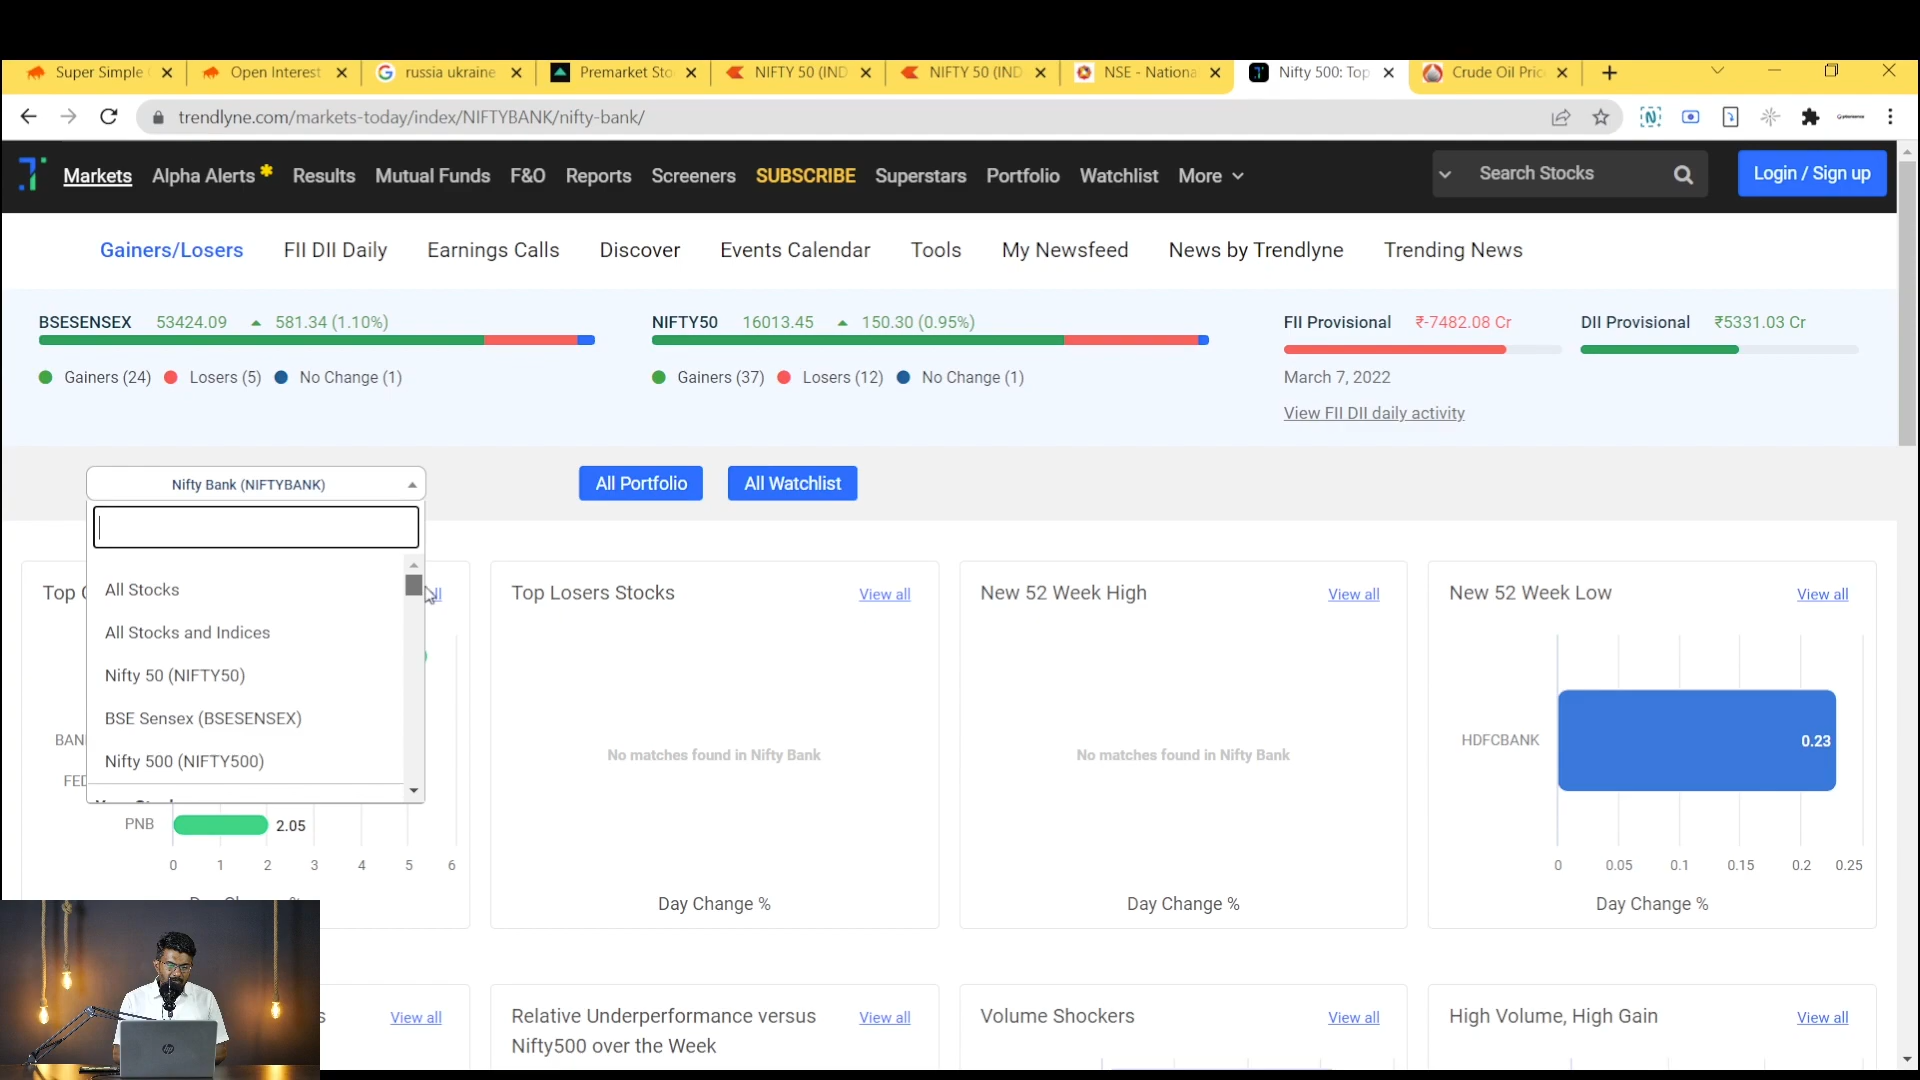 Super Simple
Open Interest
russia ukraine
Premarket Sto
NIFTY 50 (IND
NIFTY 50 (IND
NSE - Nationa
Nifty 500: Top
Crude Oil Pric
trendlyne.com/markets-today/index/NIFTYBANK/nifty-bank/
Markets Alpha Alerts Results Mutual Funds F&O Reports Screeners SUBSCRIBE Superstars Portfolio Watchlist More
Search Stocks
Login / Sign up
Gainers/Losers FII DII Daily Earnings Calls Discover Events Calendar Tools My Newsfeed News by Trendlyne Trending News
BSESENSEX 53424.09 581.34 (1.10%)
Gainers (24) Losers (5) No Change (1)
NIFTY50 16013.45 150.30 (0.95%)
Gainers (37) Losers (12) No Change (1)
FII Provisional ₹-7482.08 Cr
DII Provisional ₹5331.03 Cr
March 7, 2022
View FII DII daily activity
Nifty Bank (NIFTYBANK)
All Portfolio
All Watchlist
All Stocks
All Stocks and Indices
Nifty 50 (NIFTY50)
BSE Sensex (BSESENSEX)
Nifty 500 (NIFTY500)
Top
BAN
FED
PNB 2.05
0 1 2 3 4 5 6
Top Losers Stocks
View all
No matches found in Nifty Bank
Day Change %
New 52 Week High
View all
No matches found in Nifty Bank
Day Change %
New 52 Week Low
View all
HDFCBANK
0.23
0 0.05 0.1 0.15 0.2 0.25
Day Change %
View all
Relative Underperformance versus
Nifty500 over the Week
View all
Volume Shockers
View all
High Volume, High Gain
View all
hp